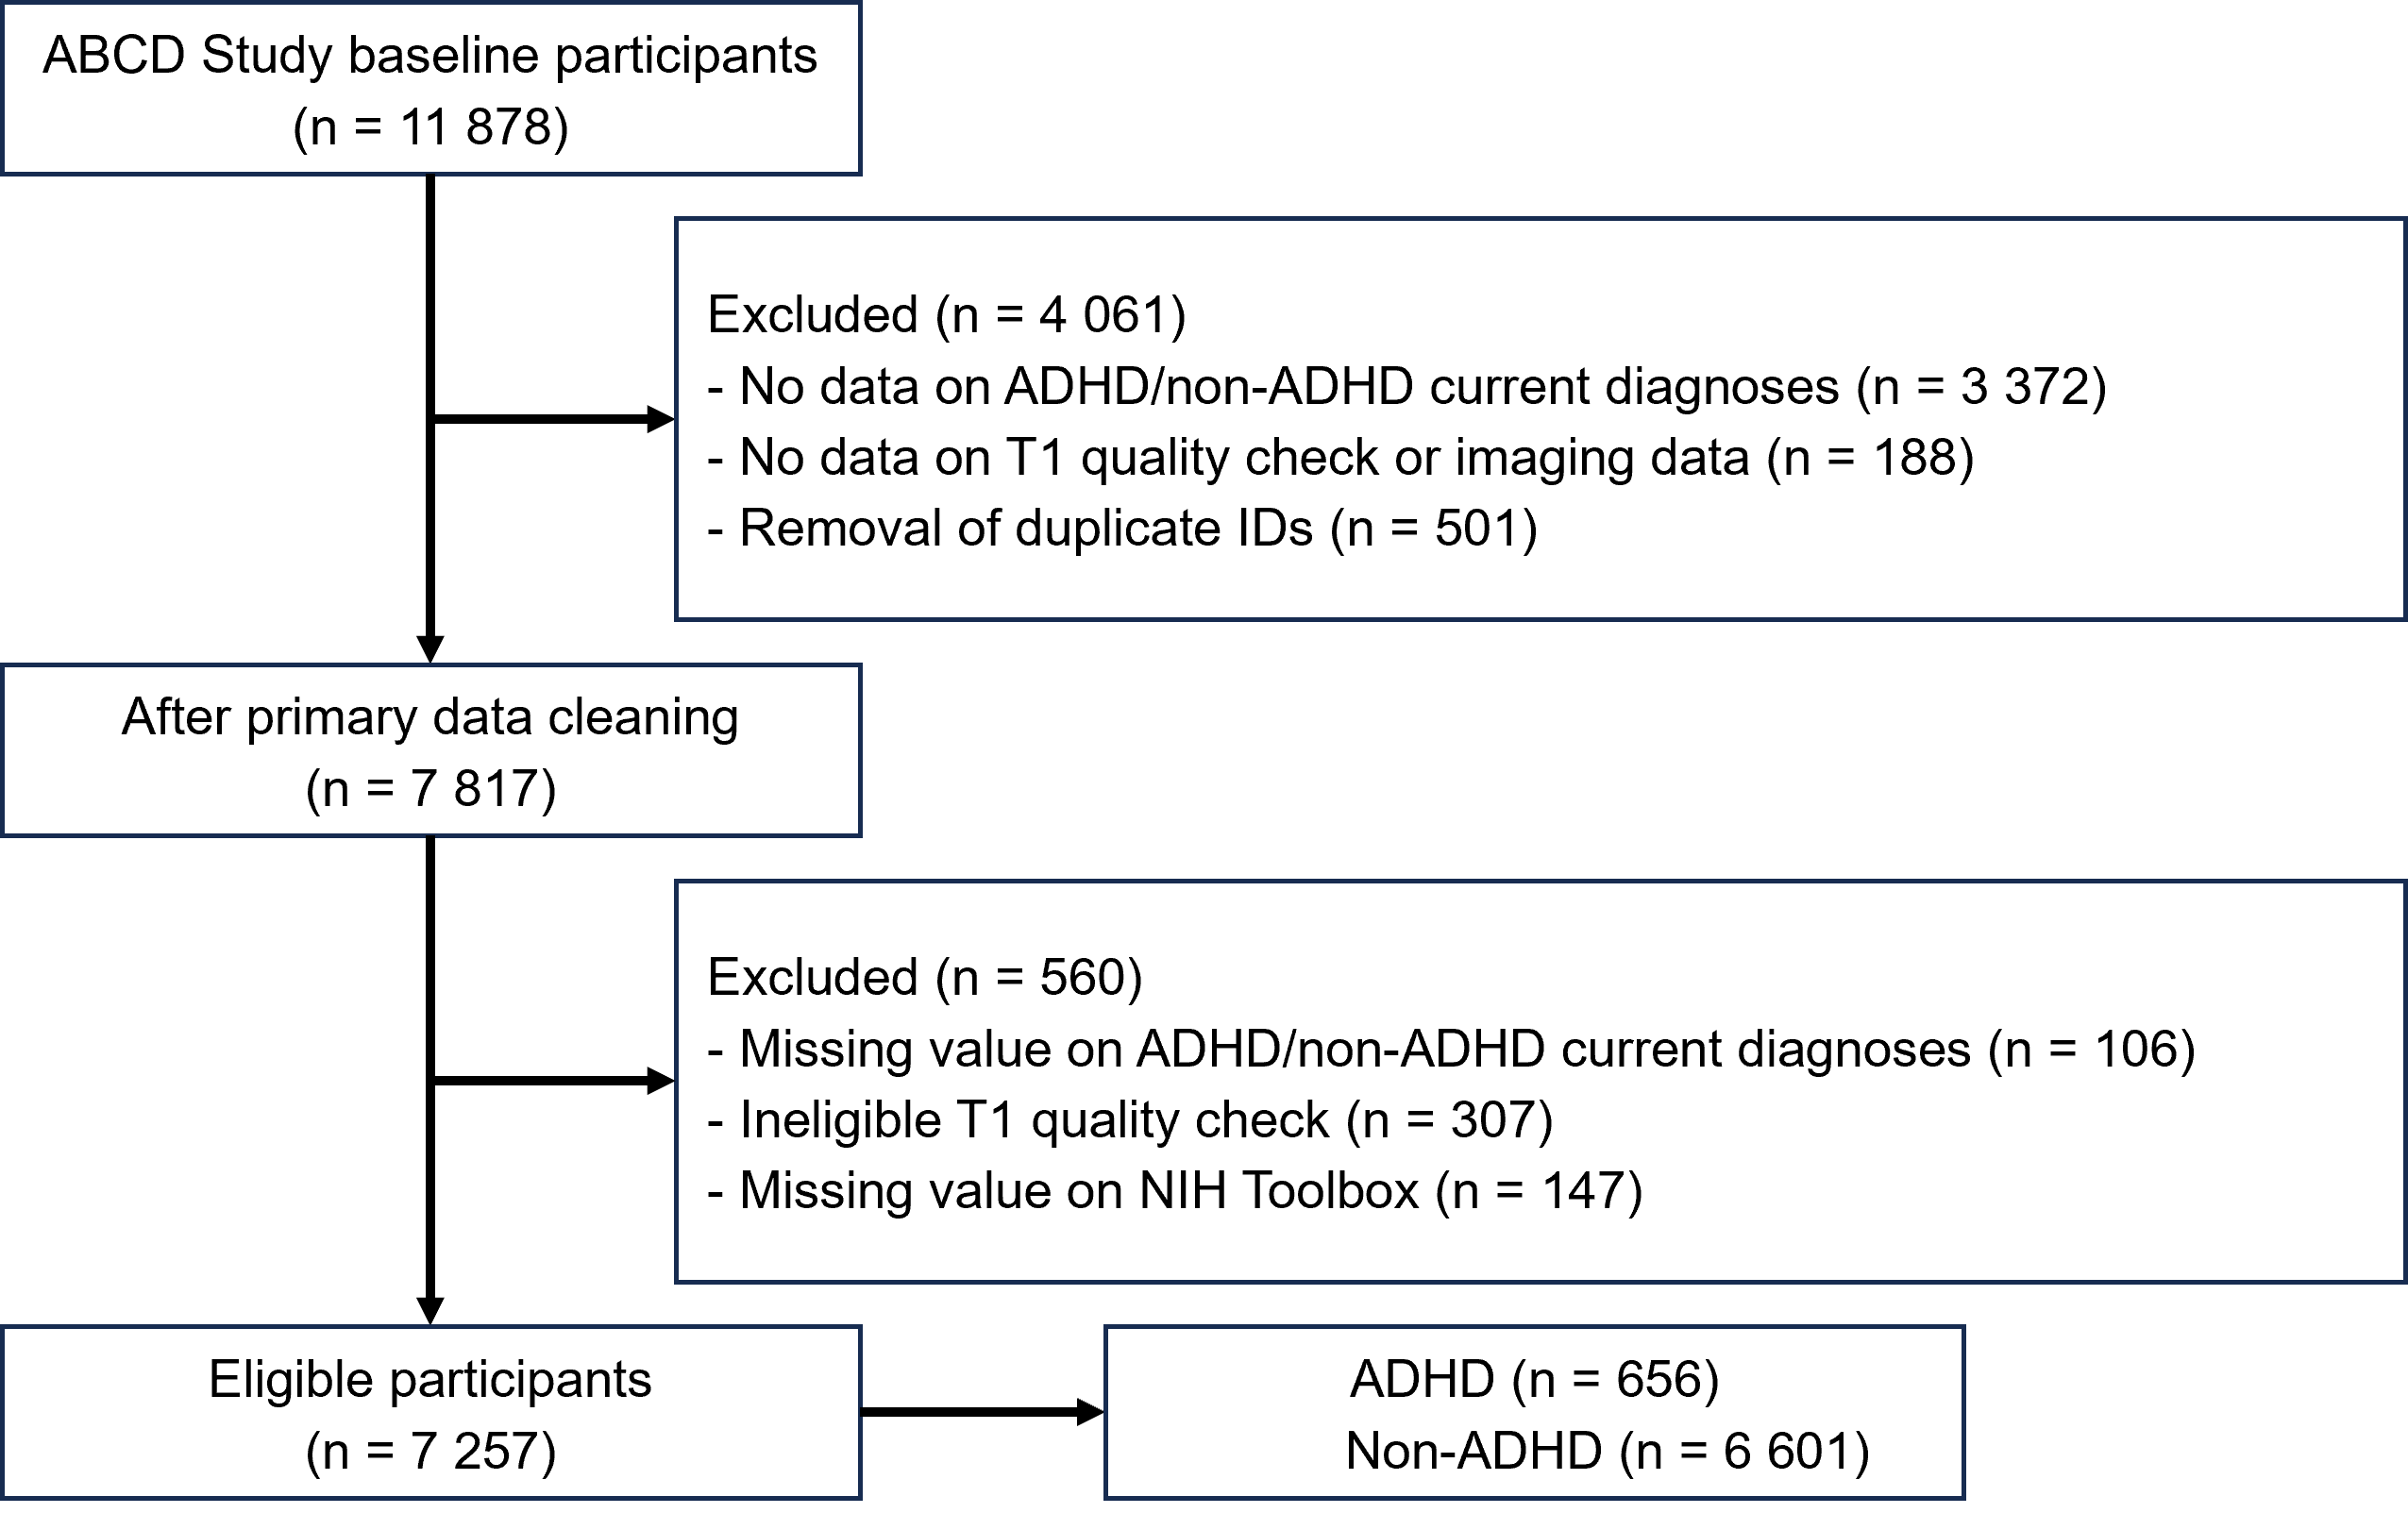 ABCD Study baseline participants
(n = 11 878)
Excluded (n = 4 061)
- No data on ADHD/non-ADHD current diagnoses (n = 3 372)
- No data on T1 quality check or imaging data (n = 188)
- Removal of duplicate IDs (n = 501)
After primary data cleaning
(n = 7 817)
Excluded (n = 560)
- Missing value on ADHD/non-ADHD current diagnoses (n = 106)
- Ineligible T1 quality check (n = 307)
- Missing value on NIH Toolbox (n = 147)
Eligible participants
(n = 7 257)
ADHD (n = 656)
Non-ADHD (n = 6 601)